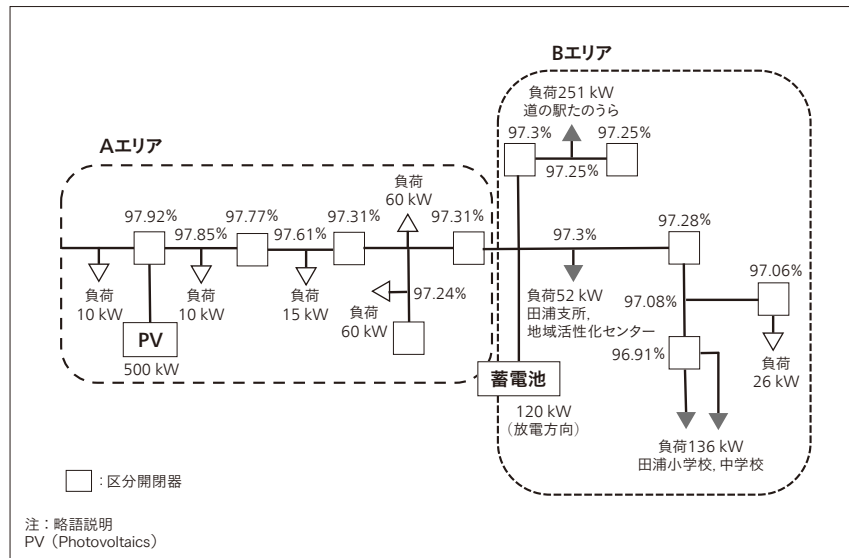 Bエリア
負荷251 kW
道の駅たのうら
97.3%
97.25%
97.25%
Aエリア
負荷
60 kW
97.92%
97.77%
97.31%
97.31%
97.85%
97.61%
97.3%
97.28%
負荷
10 kW
負荷
10 kW
負荷
15 kW
負荷
60 kW
97.24%
負荷52 kW
田浦支所,
地域活性化センター
97.08%
97.06%
96.91%
負荷
26 kW
PV
500 kW
蓄電池
120 kW
(放電方向)
負荷136 kW
田浦小学校, 中学校
:区分開閉器
注:略語説明
PV(Photovoltaics)